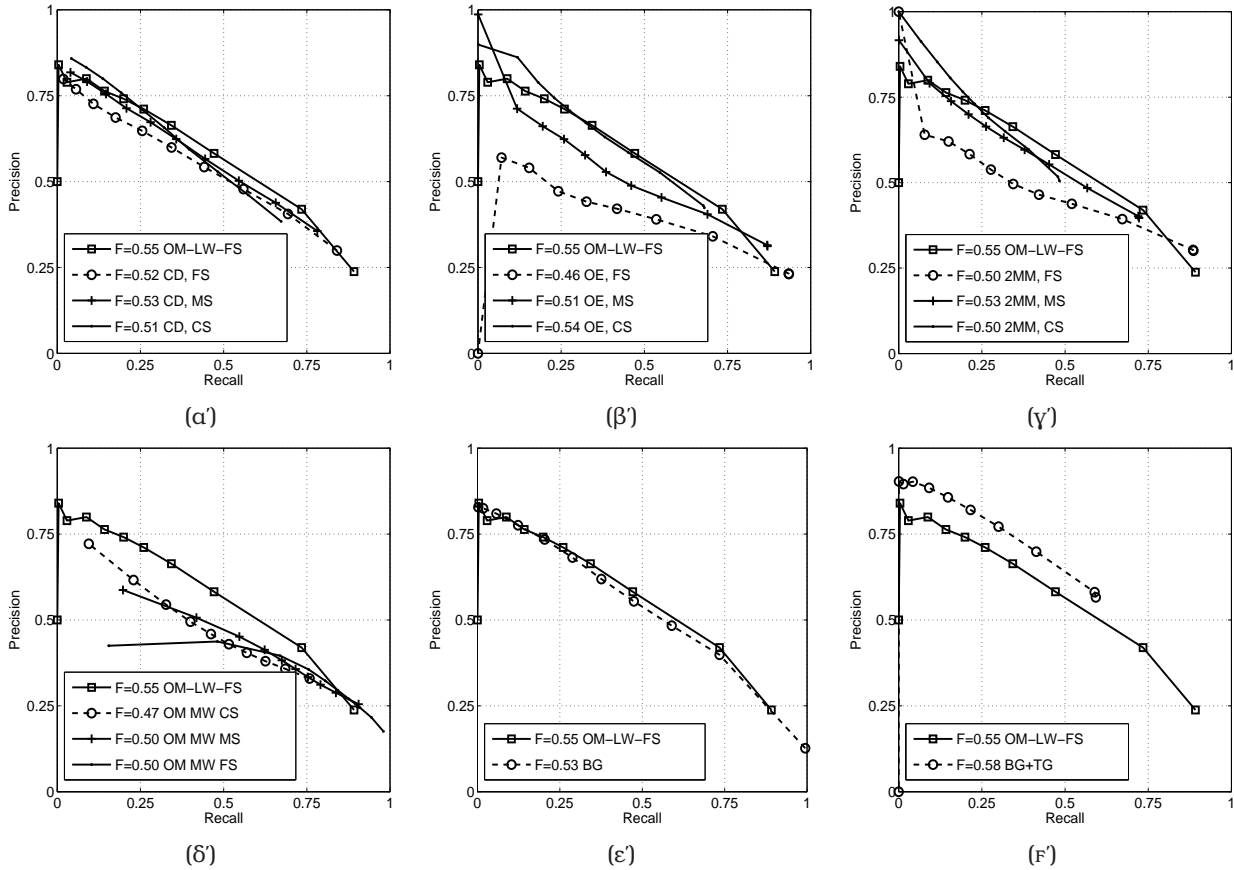 1
0.75
0.5
0.25
0
Precision
F=0.55 OM−LW−FS
F=0.52 CD, FS
F=0.53 CD, MS
F=0.51 CD, CS
0 0.25 0.5 0.75 1
Recall
(α′)
1
0.75
0.5
0.25
0
Precision
F=0.55 OM−LW−FS
F=0.46 OE, FS
F=0.51 OE, MS
F=0.54 OE, CS
0 0.25 0.5 0.75 1
Recall
(β′)
1
0.75
0.5
0.25
0
Precision
F=0.55 OM−LW−FS
F=0.50 2MM, FS
F=0.53 2MM, MS
F=0.50 2MM, CS
0 0.25 0.5 0.75 1
Recall
(γ′)
1
0.75
0.5
0.25
0
Precision
F=0.55 OM−LW−FS
F=0.47 OM MW CS
F=0.50 OM MW MS
F=0.50 OM MW FS
0 0.25 0.5 0.75 1
Recall
(δ′)
1
0.75
0.5
0.25
0
Precision
F=0.55 OM−LW−FS
F=0.53 BG
0 0.25 0.5 0.75 1
Recall
(ε′)
1
0.75
0.5
0.25
0
Precision
F=0.55 OM−LW−FS
F=0.58 BG+TG
0 0.25 0.5 0.75 1
Recall
(ϝ′)